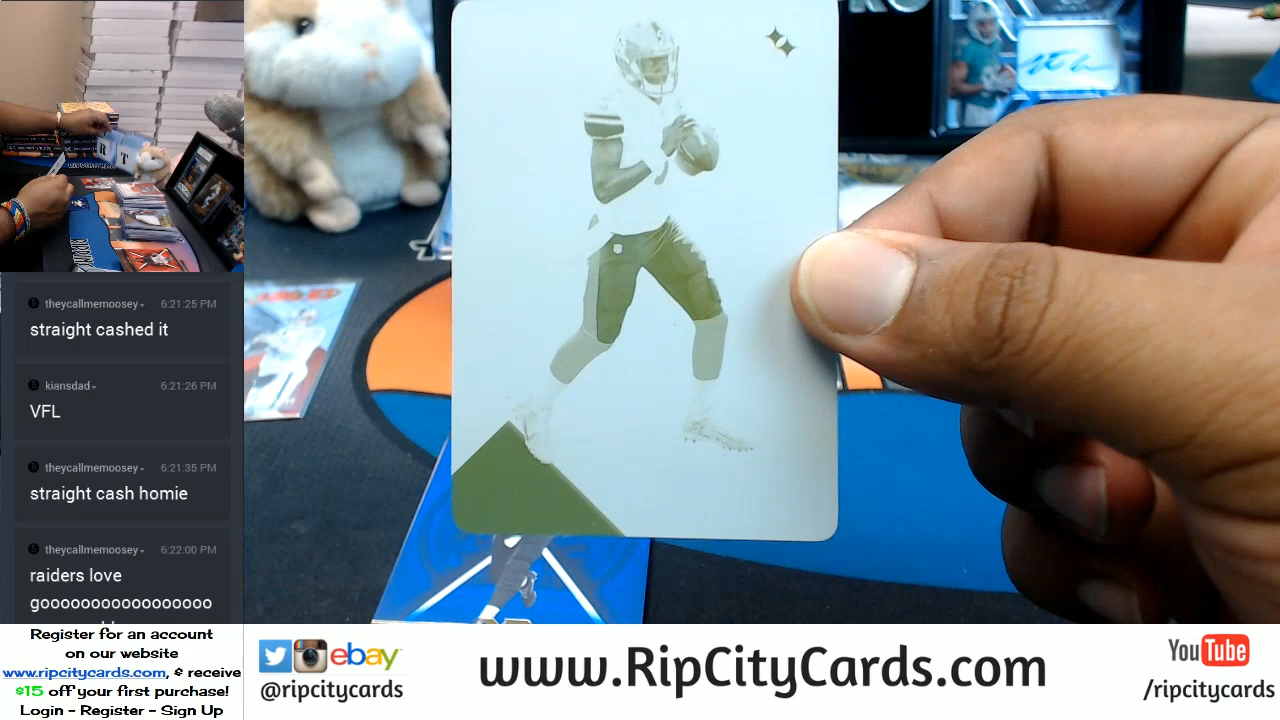 R T
theycallmemoosey
6:21:25 PM
straight cashed it
kiansdad
6:21:26 PM
VFL
theycallmemoosey
6:21:35 PM
straight cash homie
theycallmemoosey
6:22:00 PM
raiders love
gooooooooooooooooo
Register for an account
on our website
www.ripcitycards.com, & receive
$15 off your first purchase!
Login - Register - Sign Up
ebay
@ripcitycards
www.RipCityCards.com
YouTube
/ripcitycards